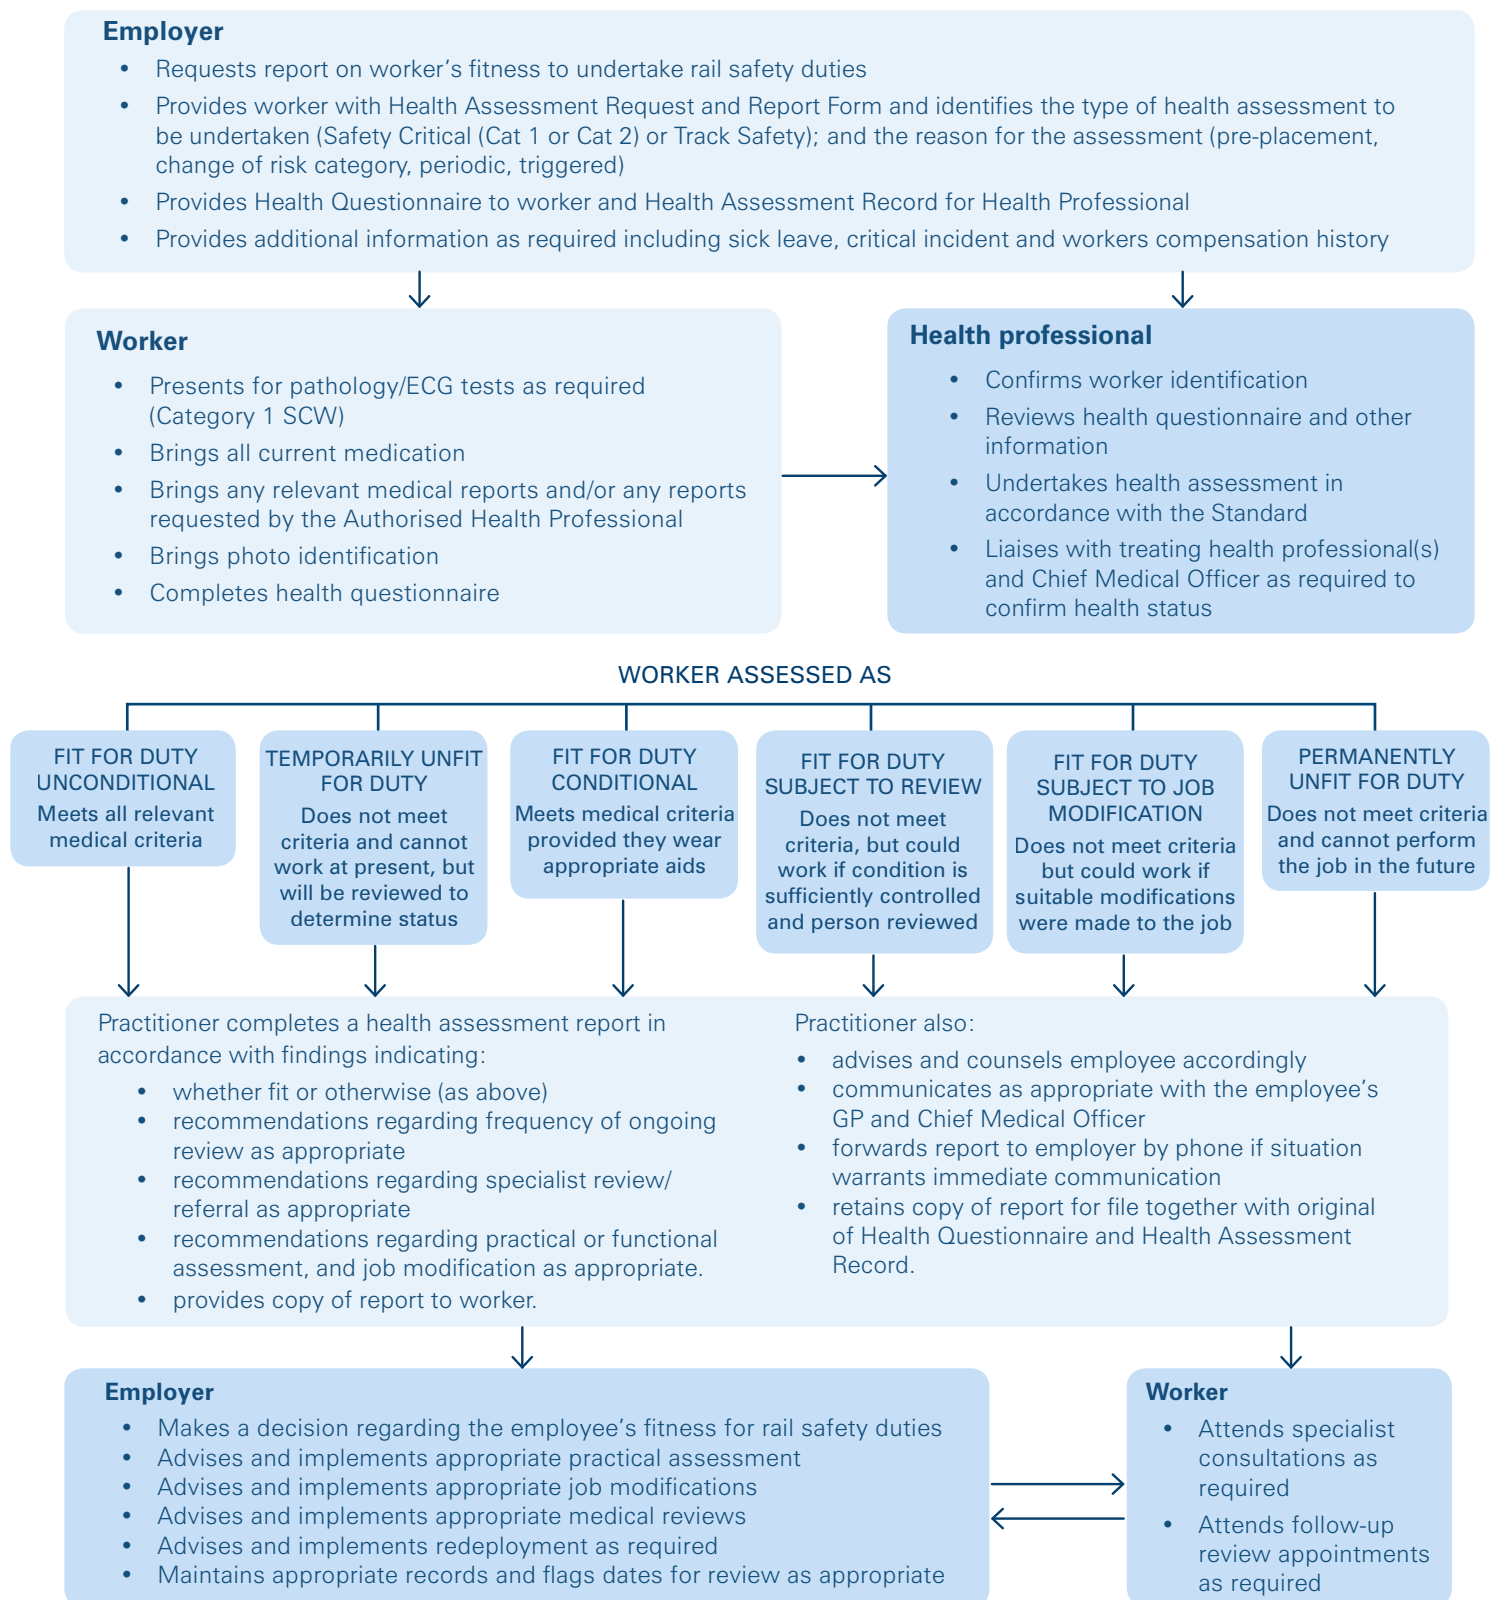 Employer
• Requests report on worker's fitness to undertake rail safety duties
• Provides worker with Health Assessment Request and Report Form and identifies the type of health assessment to
be undertaken (Safety Critical (Cat 1 or Cat 2) or Track Safety); and the reason for the assessment (pre-placement,
change of risk category, periodic, triggered)
• Provides Health Questionnaire to worker and Health Assessment Record for Health Professional
• Provides additional information as required including sick leave, critical incident and workers compensation history
Worker
• Presents for pathology/ECG tests as required
(Category 1 SCW)
• Brings all current medication
• Brings any relevant medical reports and/or any reports
requested by the Authorised Health Professional
• Brings photo identification
• Completes health questionnaire
Health professional
• Confirms worker identification
• Reviews health questionnaire and other
information
• Undertakes health assessment in
accordance with the Standard
• Liaises with treating health professional(s)
and Chief Medical Officer as required to
confirm health status
WORKER ASSESSED AS
FIT FOR DUTY
UNCONDITIONAL
Meets all relevant
medical criteria
TEMPORARILY UNFIT
FOR DUTY
Does not meet
criteria and cannot
work at present, but
will be reviewed to
determine status
FIT FOR DUTY
CONDITIONAL
Meets medical criteria
provided they wear
appropriate aids
FIT FOR DUTY
SUBJECT TO REVIEW
Does not meet
criteria, but could
work if condition is
sufficiently controlled
and person reviewed
FIT FOR DUTY
SUBJECT TO JOB
MODIFICATION
Does not meet criteria
but could work if
suitable modifications
were made to the job
PERMANENTLY
UNFIT FOR DUTY
Does not meet criteria
and cannot perform
the job in the future
Practitioner completes a health assessment report in
accordance with findings indicating:
• whether fit or otherwise (as above)
• recommendations regarding frequency of ongoing
review as appropriate
• recommendations regarding specialist review/
referral as appropriate
• recommendations regarding practical or functional
assessment, and job modification as appropriate.
• provides copy of report to worker.
Practitioner also:
• advises and counsels employee accordingly
• communicates as appropriate with the employee's
GP and Chief Medical Officer
• forwards report to employer by phone if situation
warrants immediate communication
• retains copy of report for file together with original
of Health Questionnaire and Health Assessment
Record.
Employer
• Makes a decision regarding the employee's fitness for rail safety duties
• Advises and implements appropriate practical assessment
• Advises and implements appropriate job modifications
• Advises and implements appropriate medical reviews
• Advises and implements redeployment as required
• Maintains appropriate records and flags dates for review as appropriate
Worker
• Attends specialist
consultations as
required
• Attends follow-up
review appointments
as required